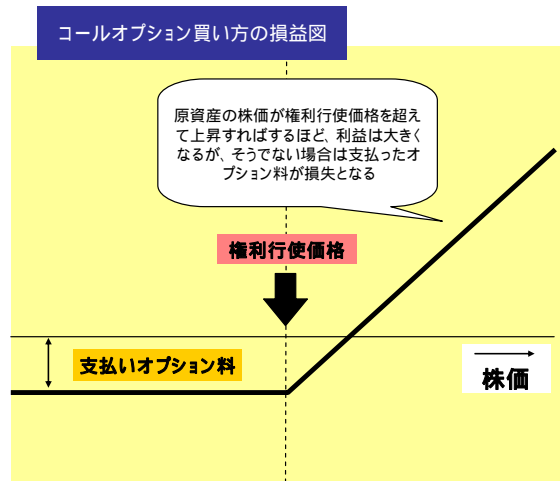 コールオプション買い方の損益図
原資産の株価が権利行使価格を超え
て上昇すればするほど、利益は大きく
なるが、そうでない場合は支払ったオ
プション料が損失となる
権利行使価格
支払いオプション料
株価